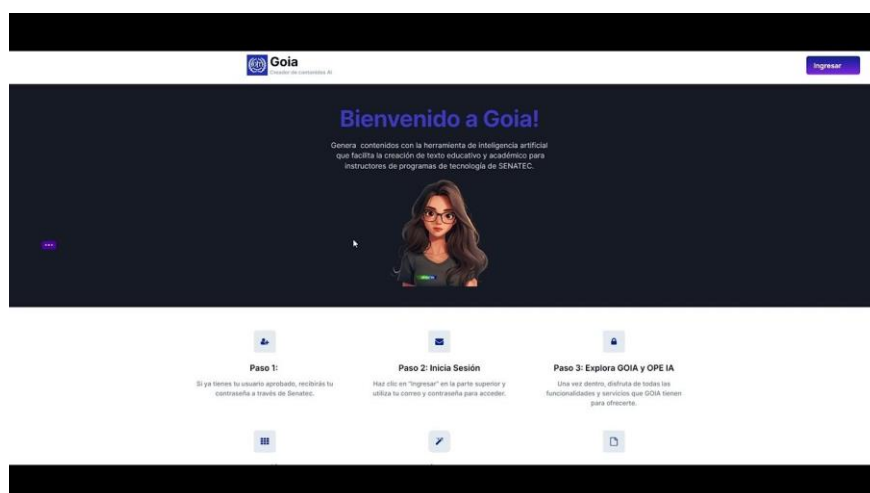 Goia
Creador de contenidos AI
Ingresar
Bienvenido a Goia!
Genera contenidos con la herramienta de inteligencia artificial
que facilita la creación de texto educativo y académico para
instructores de programas de tecnología de SENATEC.
Paso 1:
Si ya tienes tu usuario aprobado, recibirás tu
contraseña a través de Senatec.
Paso 2: Inicia Sesión
Haz clic en "Ingresar" en la parte superior y
utiliza tu correo y contraseña para acceder.
Paso 3: Explora GOIA y OPE IA
Una vez dentro, disfruta de todas las
funcionalidades y servicios que GOIA tienen
para ofrecerte.